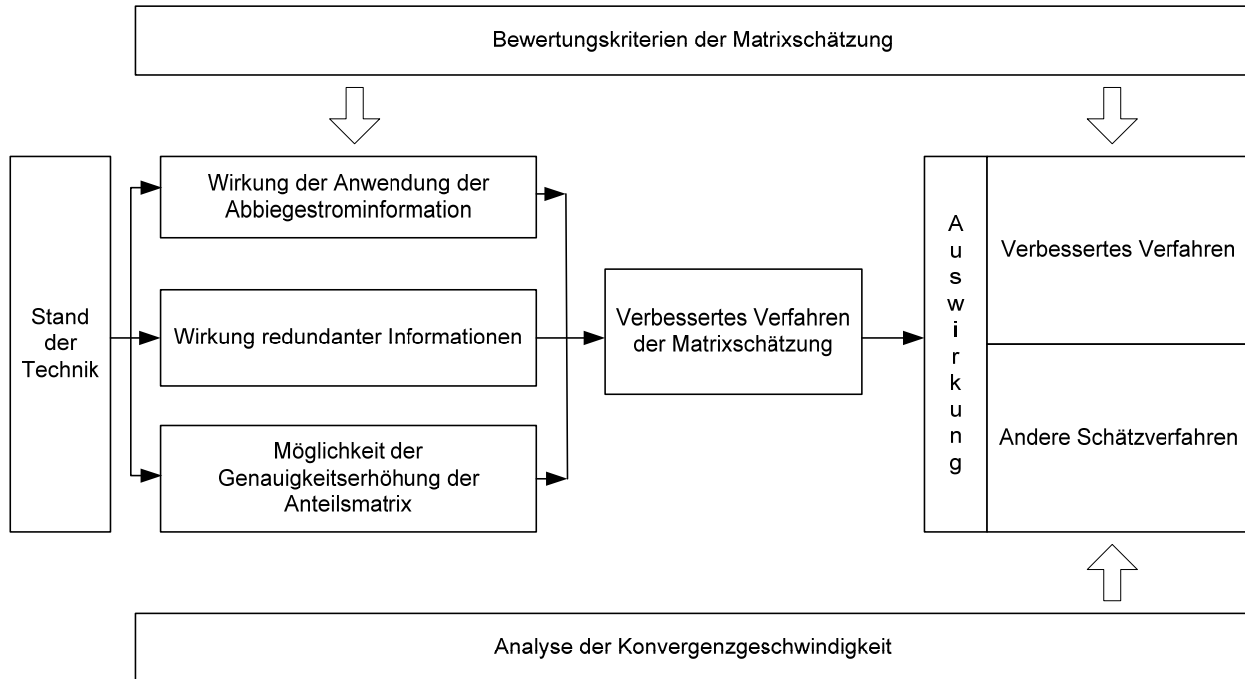 Bewertungskriterien der Matrixschätzung
Stand
der
Technik
Wirkung der Anwendung der
Abbiegestrominformation
Wirkung redundanter Informationen
Möglichkeit der
Genauigkeitserhöhung der
Anteilsmatrix
Verbessertes Verfahren
der Matrixschätzung
A
u
s
w
i
r
k
u
n
g
Verbessertes Verfahren
Andere Schätzverfahren
Analyse der Konvergenzgeschwindigkeit